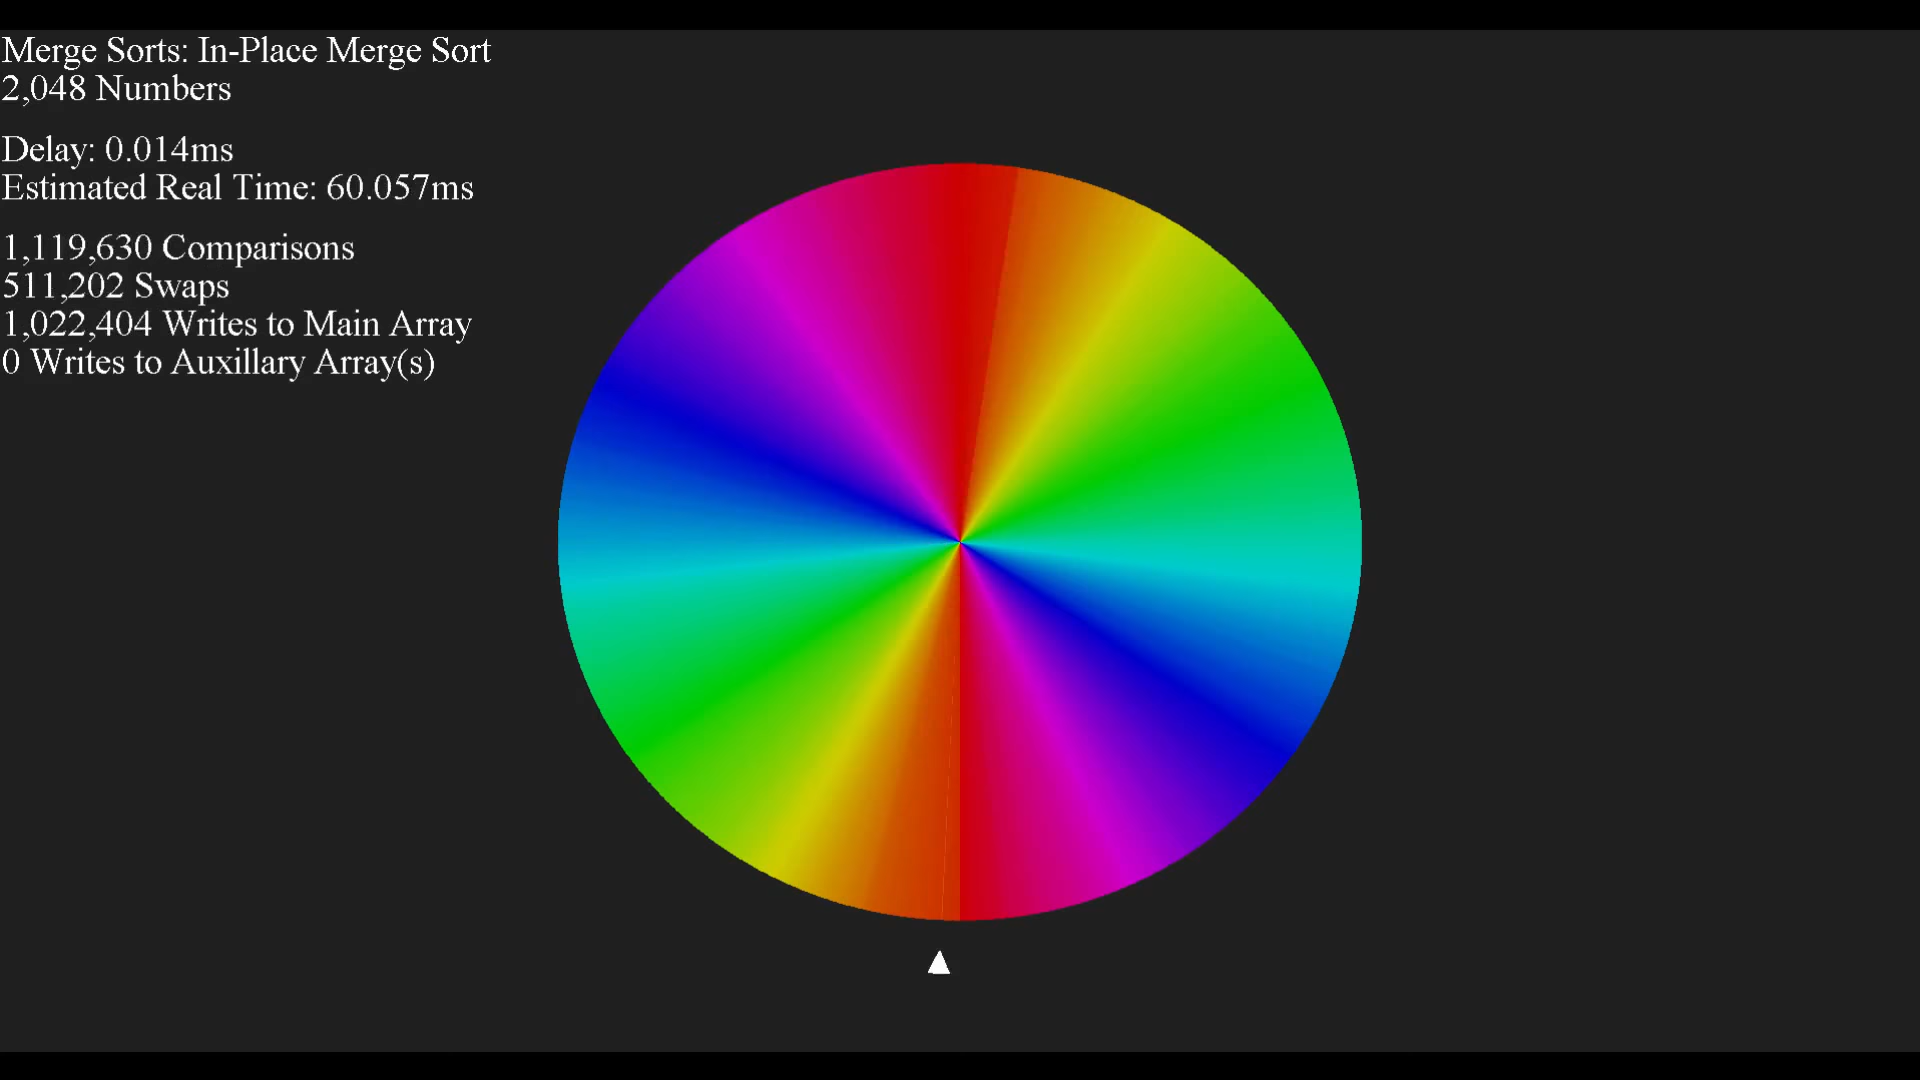 Merge Sorts: In-Place Merge Sort
2,048 Numbers
Delay: 0.014ms
Estimated Real Time: 60.057ms
1,119,630 Comparisons
511,202 Swaps
1,022,404 Writes to Main Array
0 Writes to Auxillary Array(s)